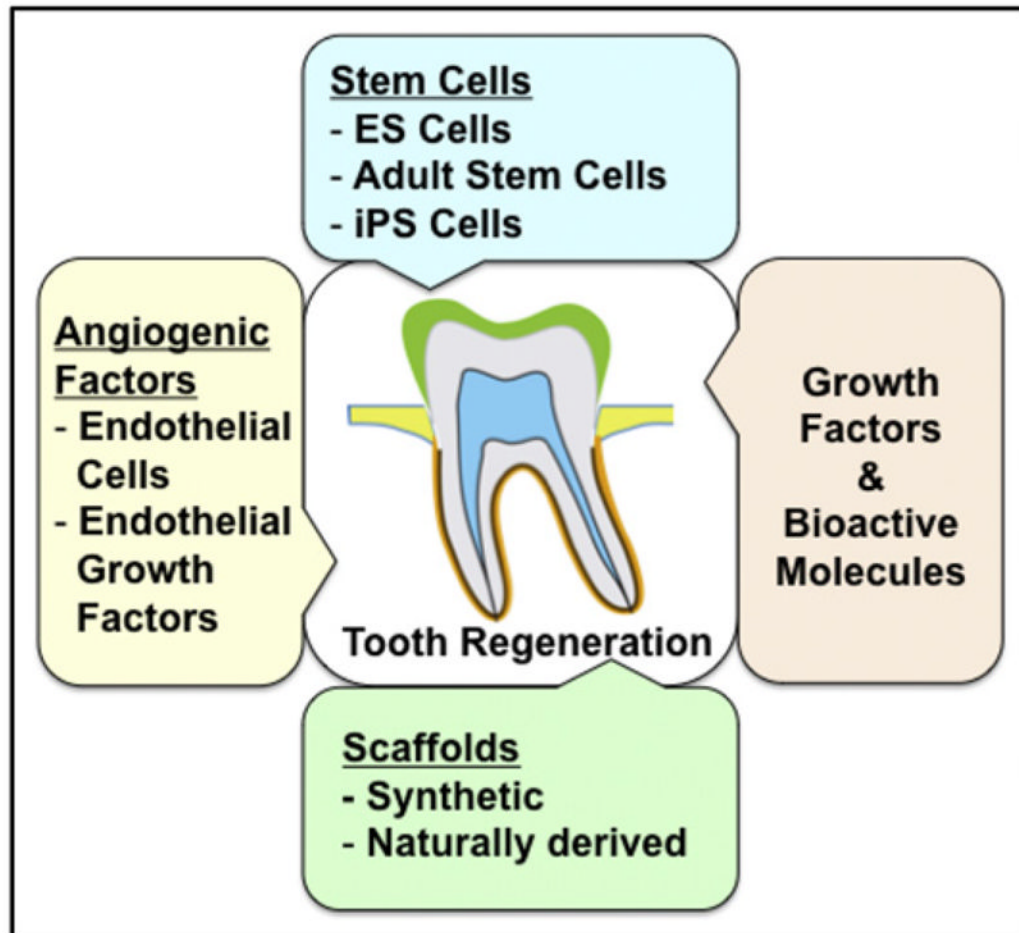 Stem Cells
- ES Cells
- Adult Stem Cells
- iPS Cells
Angiogenic
Factors
- Endothelial
Cells
- Endothelial
Growth
Factors
Growth
Factors
&
Bioactive
Molecules
Tooth Regeneration
Scaffolds
- Synthetic
- Naturally derived